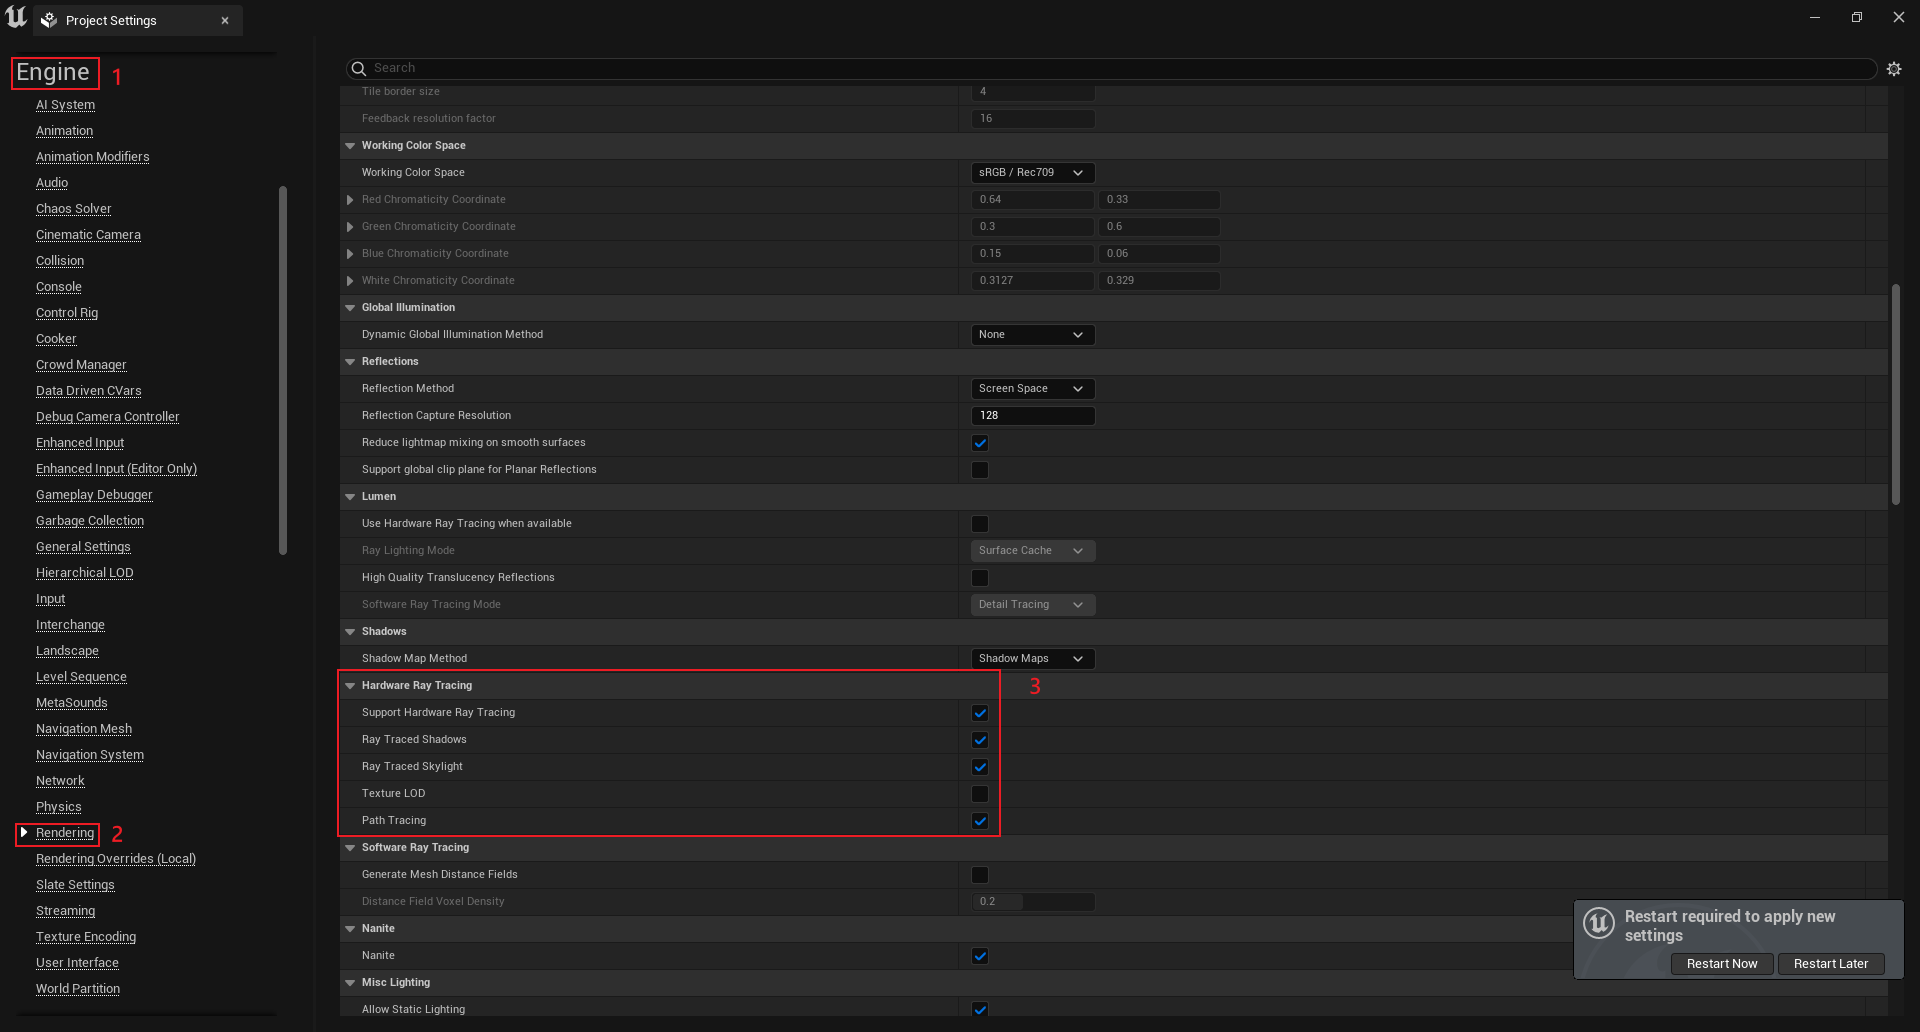 Project Settings
Engine 1
AI System
Animation
Animation Modifiers
Audio
Chaos Solver
Cinematic Camera
Collision
Console
Control Rig
Cooker
Crowd Manager
Data Driven CVars
Debug Camera Controller
Enhanced Input
Enhanced Input (Editor Only)
Gameplay Debugger
Garbage Collection
General Settings
Hierarchical LOD
Input
Interchange
Landscape
Level Sequence
MetaSounds
Navigation Mesh
Navigation System
Network
Physics
Rendering 2
Rendering Overrides (Local)
Slate Settings
Streaming
Texture Encoding
User Interface
World Partition
Search
Tile border size 4
Feedback resolution factor 16
Working Color Space
Working Color Space sRGB / Rec709
Red Chromaticity Coordinate 0.64 0.33
Green Chromaticity Coordinate 0.3 0.6
Blue Chromaticity Coordinate 0.15 0.06
White Chromaticity Coordinate 0.3127 0.329
Global Illumination
Dynamic Global Illumination Method None
Reflections
Reflection Method Screen Space
Reflection Capture Resolution 128
Reduce lightmap mixing on smooth surfaces
Support global clip plane for Planar Reflections
Lumen
Use Hardware Ray Tracing when available
Ray Lighting Mode Surface Cache
High Quality Translucency Reflections
Software Ray Tracing Mode Detail Tracing
Shadows
Shadow Map Method Shadow Maps
Hardware Ray Tracing 3
Support Hardware Ray Tracing
Ray Traced Shadows
Ray Traced Skylight
Texture LOD
Path Tracing
Software Ray Tracing
Generate Mesh Distance Fields
Distance Field Voxel Density 0.2
Nanite
Nanite
Misc Lighting
Allow Static Lighting
Restart required to apply new
settings
Restart Now Restart Later